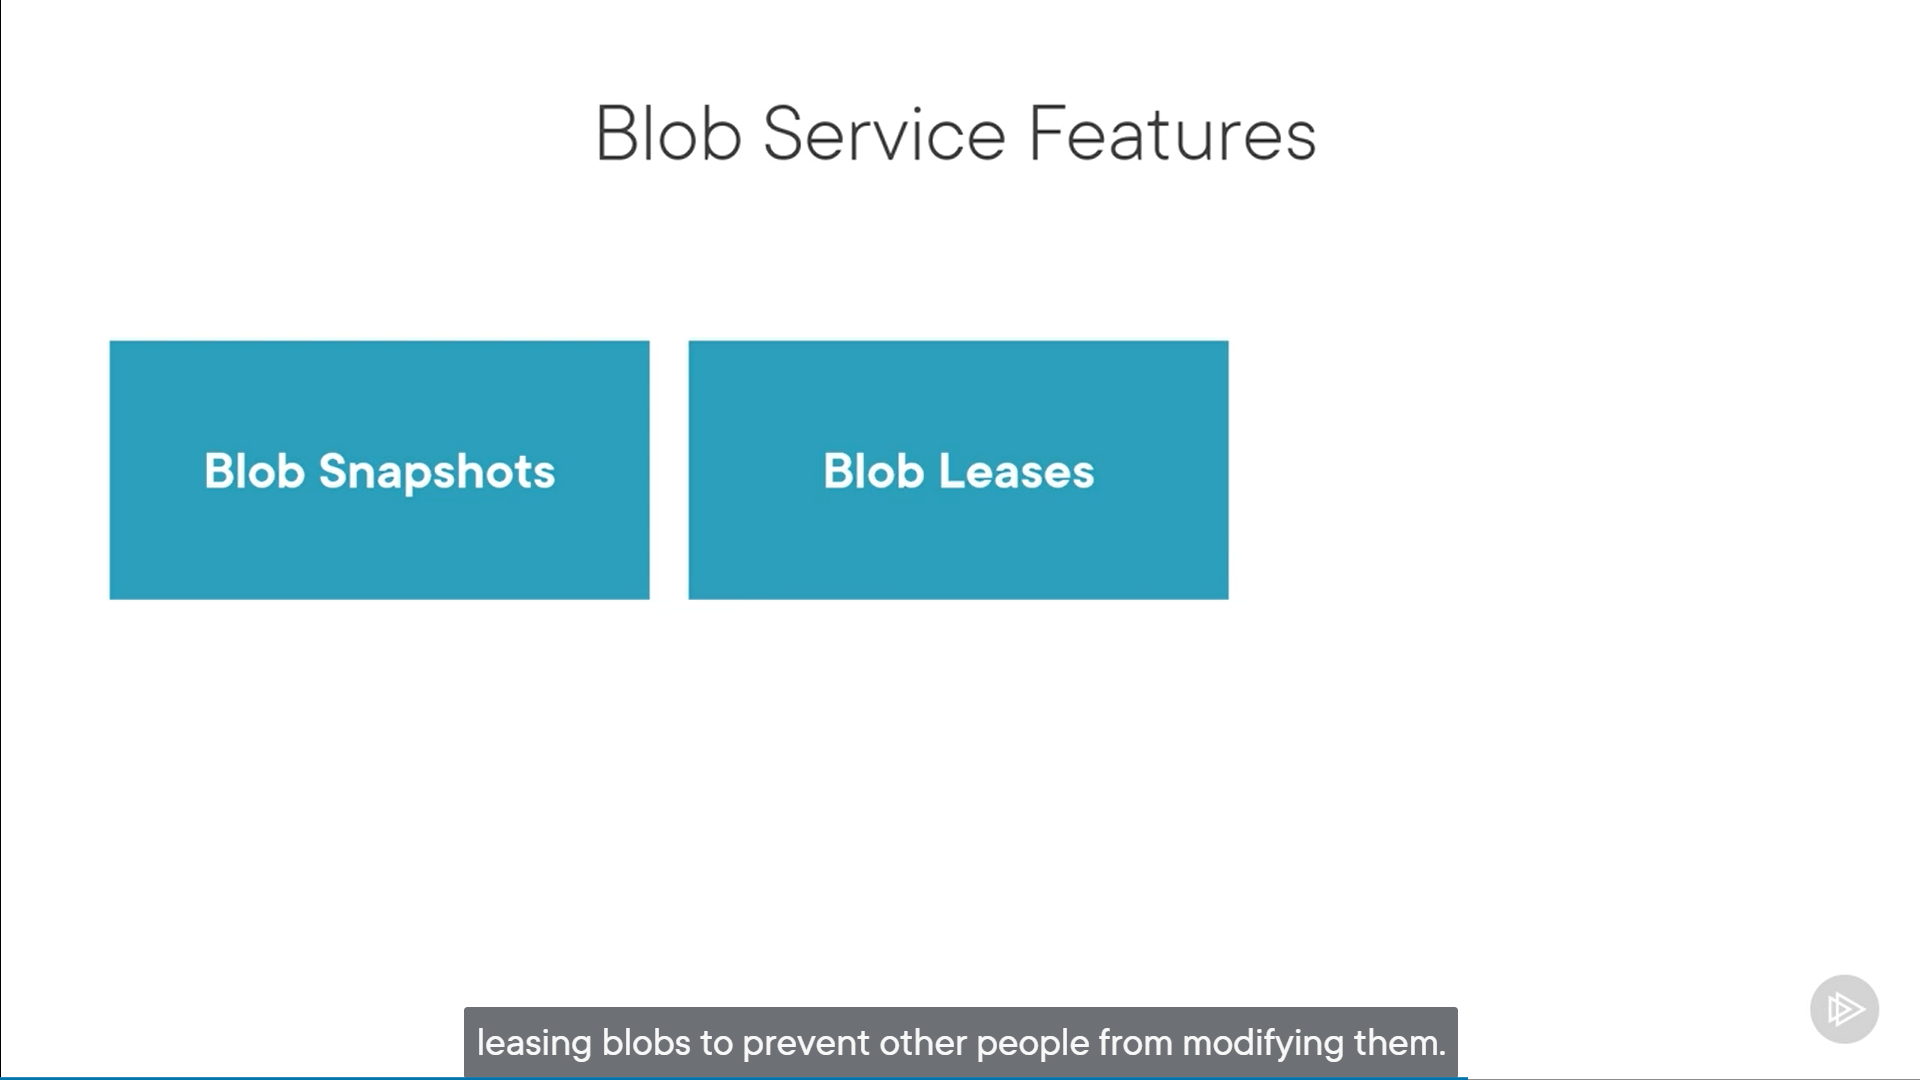 Blob Service Features
Blob Snapshots
Blob Leases
leasing blobs to prevent other people from modifying them.